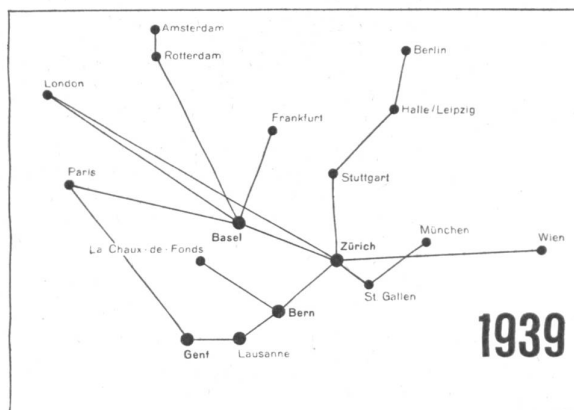 Amsterdam
Rotterdam
Berlin
London
Halle/Leipzig
Frankfurt
Paris
Stuttgart
Basel
La Chaux-de-Fonds
Zürich
München
Wien
St Gallen
Bern
Genf
Lausanne
1939